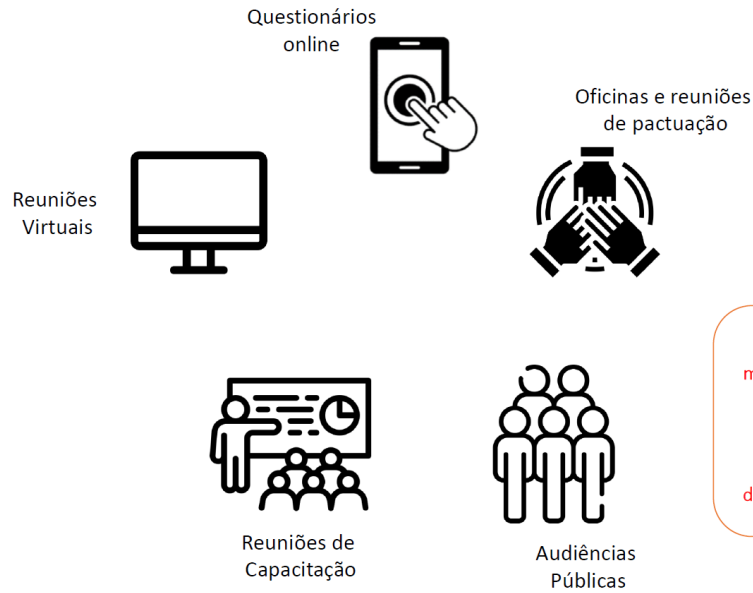 Questionários
online
Oficinas e reuniões
de pactuação
Reuniões
Virtuais
Reuniões de
Capacitação
Audiências
Públicas